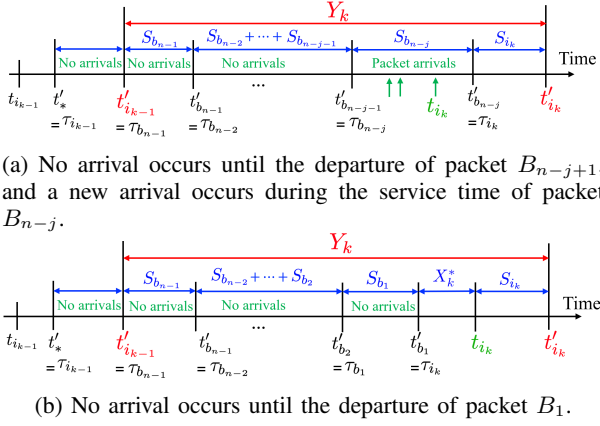 Y_k
S_{b_{n-1}} S_{b_{n-2}} + ··· + S_{b_{n-j-1}} S_{b_{n-j}} S_{i_k}
Time
No arrivals No arrivals No arrivals Packet arrivals
t_{i_{k-1}} t'_* t'_{i_{k-1}} t'_{b_{n-1}} ... t'_{b_{n-j-1}} t_{i_k} t'_{b_{n-j}} t'_{i_k}
=τ_{i_{k-1}} =τ_{b_{n-1}} =τ_{b_{n-2}} =τ_{b_{n-j}} =τ_{i_k}
(a) No arrival occurs until the departure of packet B_{n-j+1},
and a new arrival occurs during the service time of packet
B_{n-j}.
Y_k
S_{b_{n-1}} S_{b_{n-2}} + ··· + S_{b_2} S_{b_1} X_k^* S_{i_k}
Time
No arrivals No arrivals No arrivals No arrivals
t_{i_{k-1}} t'_* t'_{i_{k-1}} t'_{b_{n-1}} ... t'_{b_2} t'_{b_1} t_{i_k} t'_{i_k}
=τ_{i_{k-1}} =τ_{b_{n-1}} =τ_{b_{n-2}} =τ_{b_1} =τ_{i_k}
(b) No arrival occurs until the departure of packet B_1.